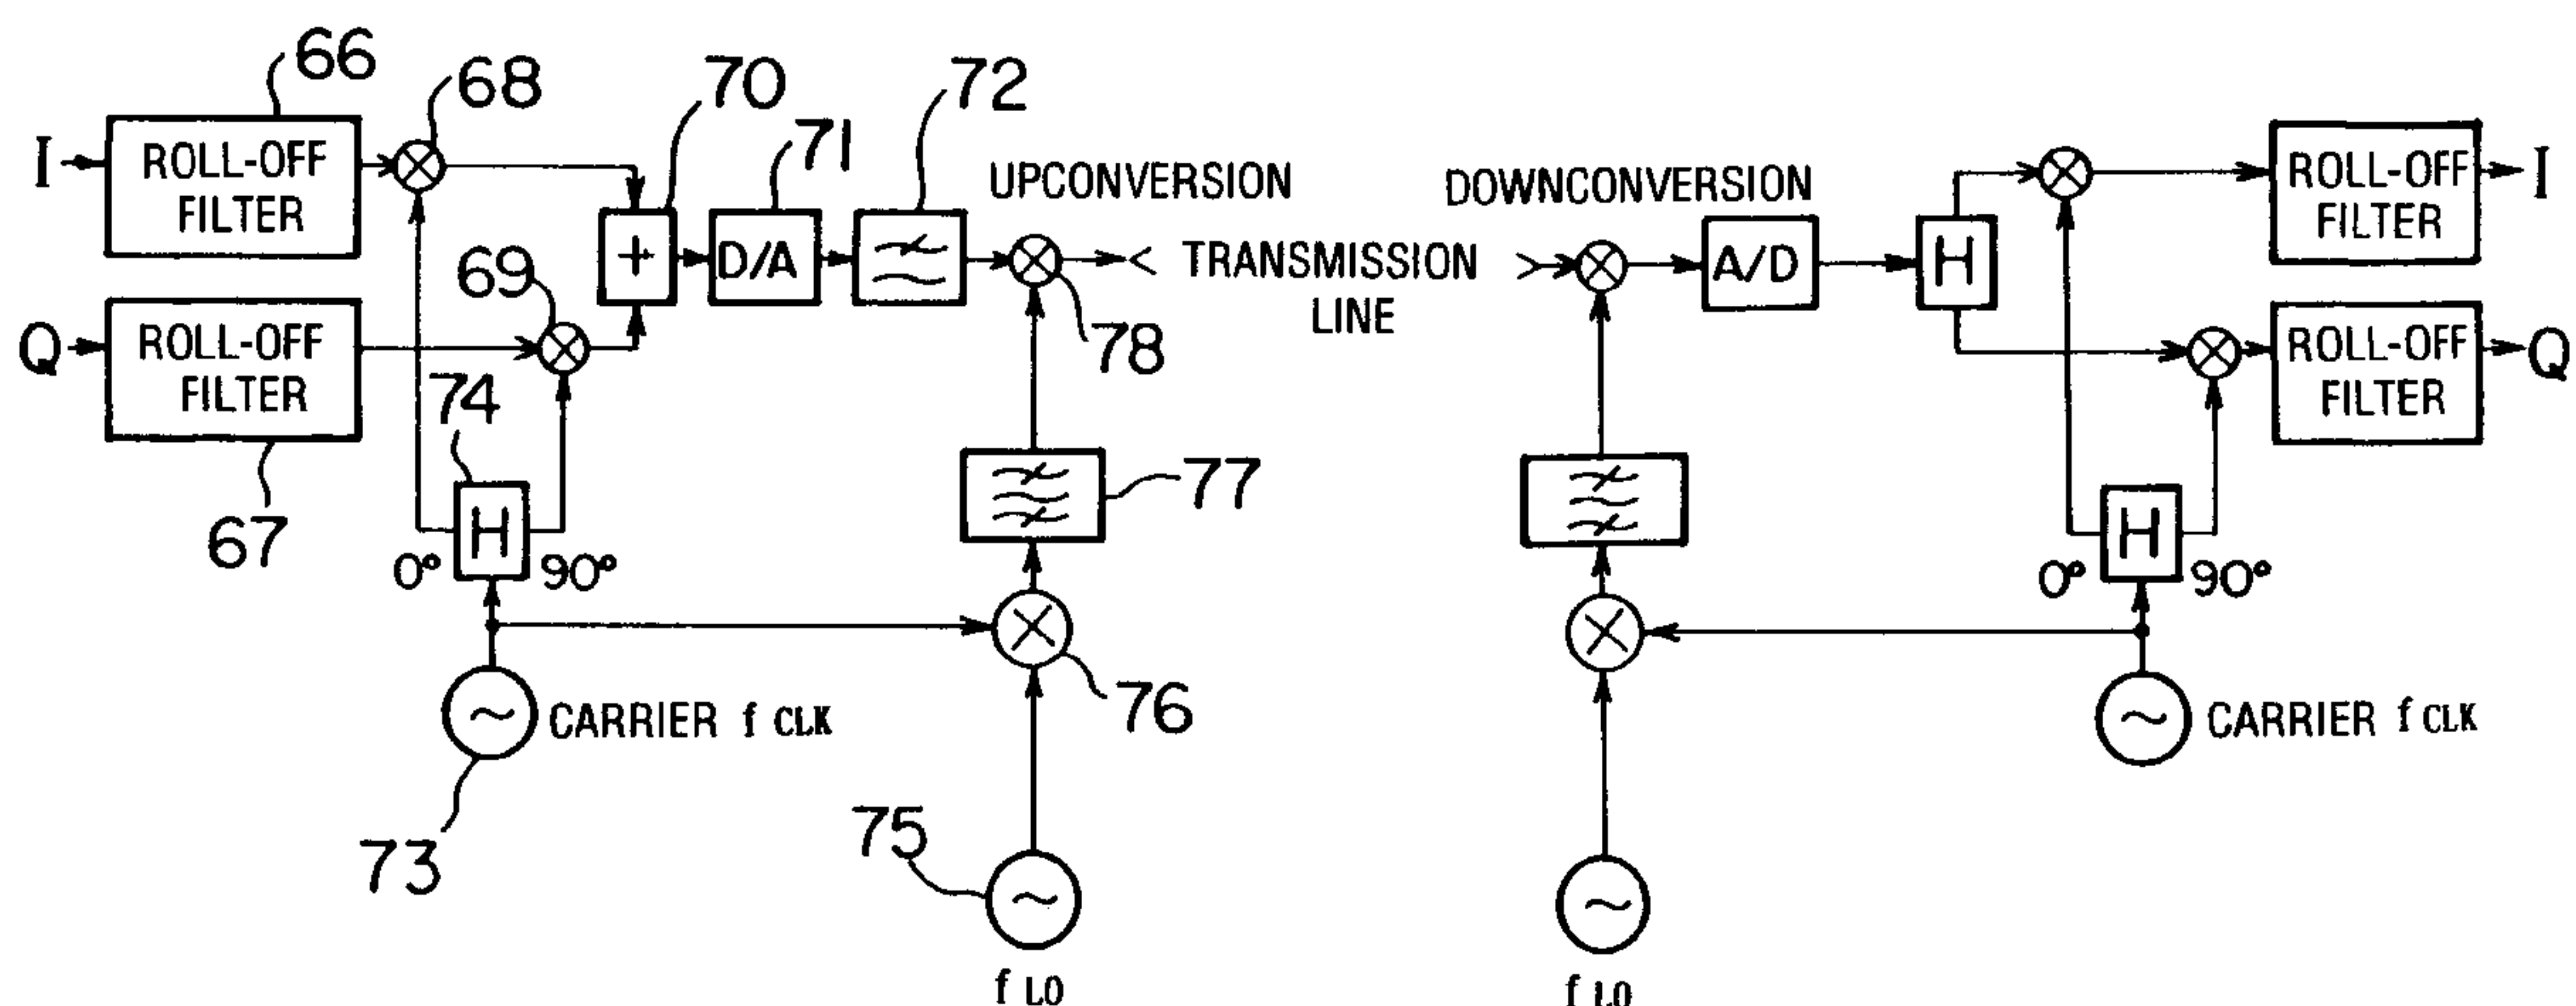 66
68
70
71
72
I
ROLL-OFF
FILTER
UPCONVERSION
DOWNCONVERSION
ROLL-OFF
FILTER
I
69
+
D/A
TRANSMISSION
LINE
A/D
H
78
Q
ROLL-OFF
FILTER
ROLL-OFF
FILTER
Q
74
67
H
0°
90°
77
H
0°
90°
73
CARRIER f CLK
76
CARRIER f CLK
75
f LO
f LO